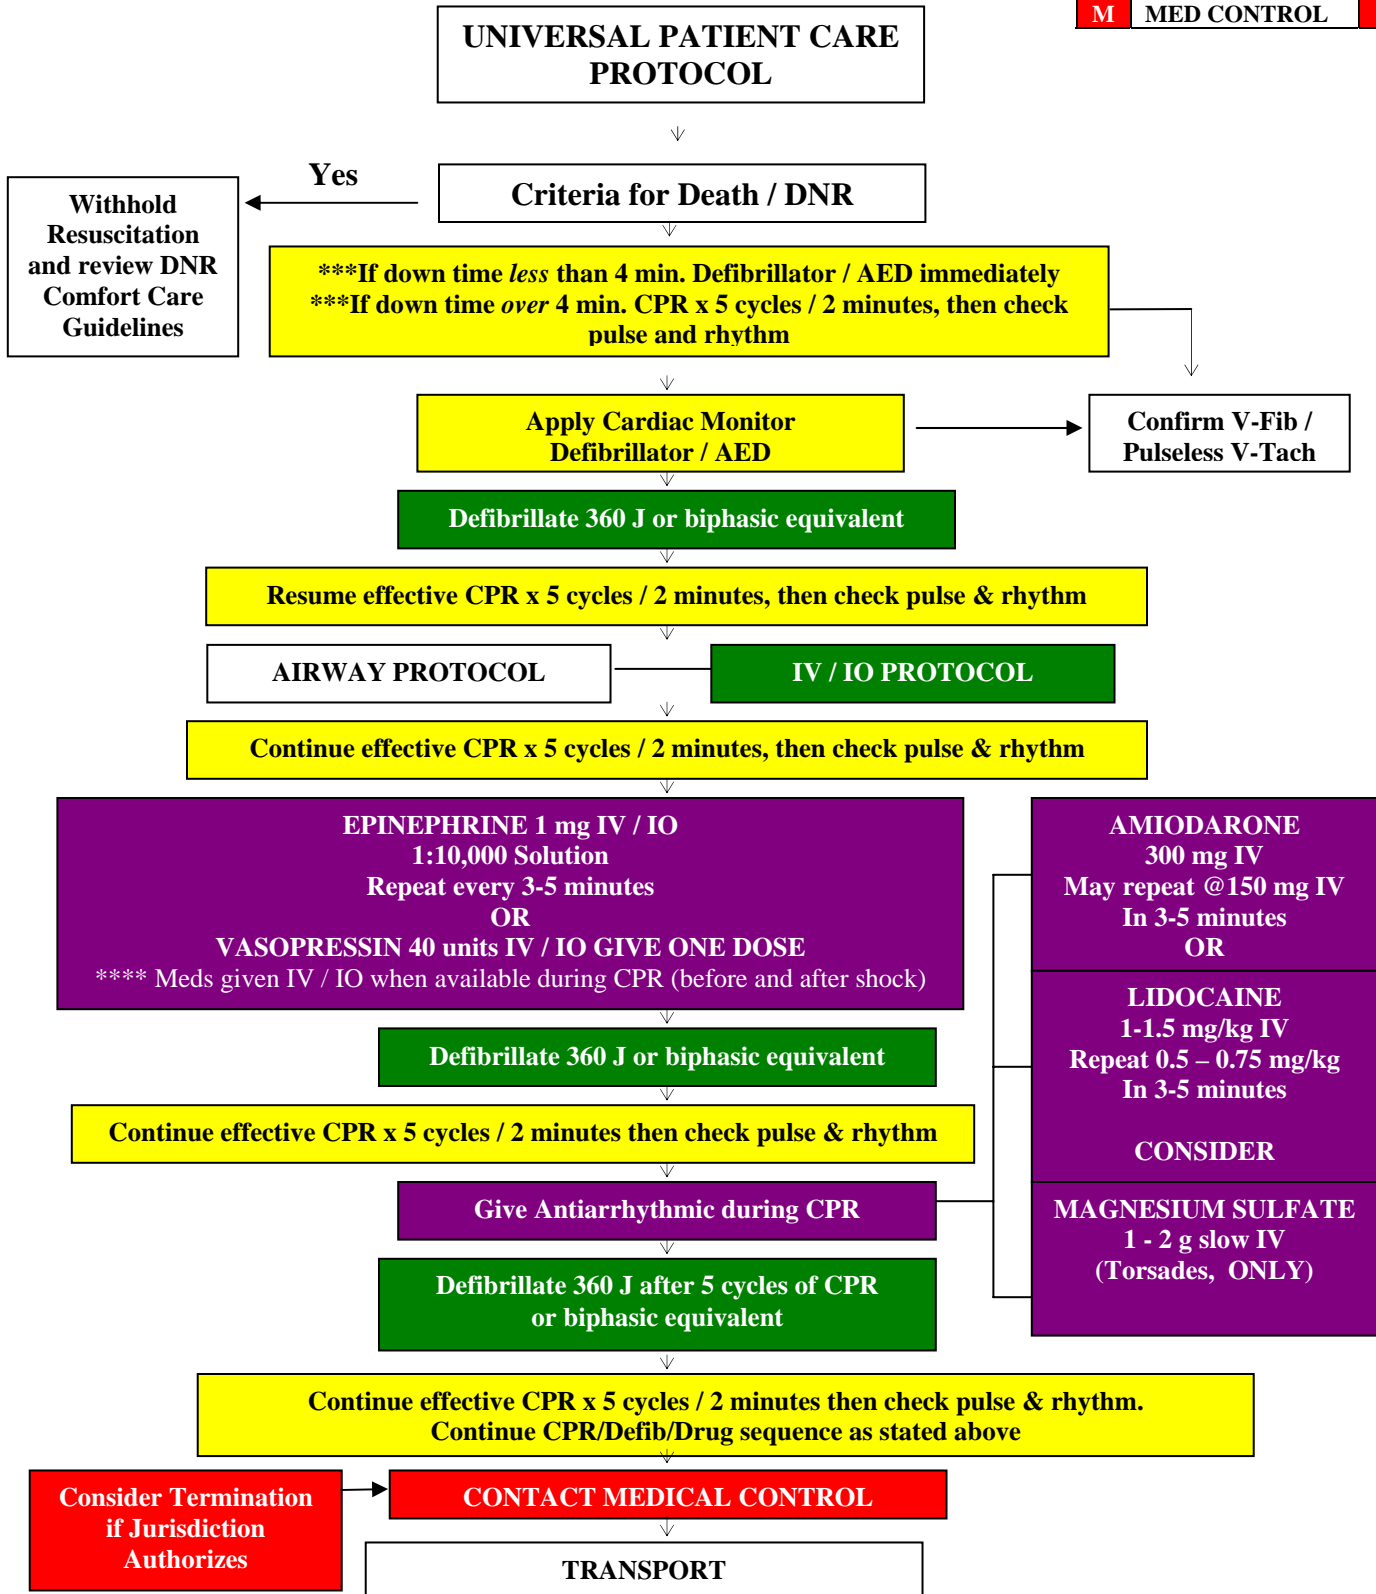 M MED CONTROL
UNIVERSAL PATIENT CARE
PROTOCOL
Yes
Criteria for Death / DNR
Withhold
Resuscitation
and review DNR
Comfort Care
Guidelines
***If down time less than 4 min. Defibrillator / AED immediately
***If down time over 4 min. CPR x 5 cycles / 2 minutes, then check
pulse and rhythm
Apply Cardiac Monitor
Defibrillator / AED
Confirm V-Fib /
Pulseless V-Tach
Defibrillate 360 J or biphasic equivalent
Resume effective CPR x 5 cycles / 2 minutes, then check pulse & rhythm
AIRWAY PROTOCOL
IV / IO PROTOCOL
Continue effective CPR x 5 cycles / 2 minutes, then check pulse & rhythm
EPINEPHRINE 1 mg IV / IO
1:10,000 Solution
Repeat every 3-5 minutes
OR
VASOPRESSIN 40 units IV / IO GIVE ONE DOSE
**** Meds given IV / IO when available during CPR (before and after shock)
AMIODARONE
300 mg IV
May repeat @150 mg IV
In 3-5 minutes
OR
LIDOCAINE
1-1.5 mg/kg IV
Repeat 0.5 – 0.75 mg/kg
In 3-5 minutes
CONSIDER
MAGNESIUM SULFATE
1 - 2 g slow IV
(Torsades, ONLY)
Defibrillate 360 J or biphasic equivalent
Continue effective CPR x 5 cycles / 2 minutes then check pulse & rhythm
Give Antiarrhythmic during CPR
Defibrillate 360 J after 5 cycles of CPR
or biphasic equivalent
Continue effective CPR x 5 cycles / 2 minutes then check pulse & rhythm.
Continue CPR/Defib/Drug sequence as stated above
Consider Termination
if Jurisdiction
Authorizes
CONTACT MEDICAL CONTROL
TRANSPORT